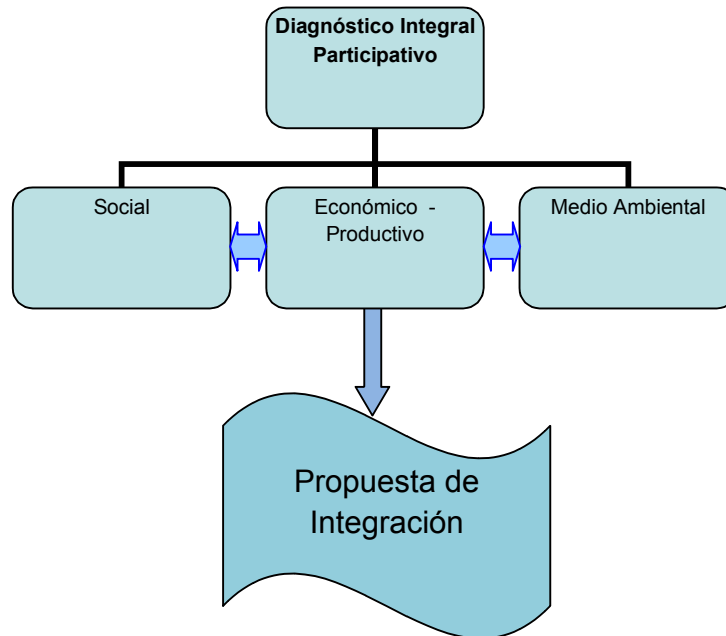 Diagnóstico Integral
Participativo
Social
Económico -
Productivo
Medio Ambiental
Propuesta de
Integración